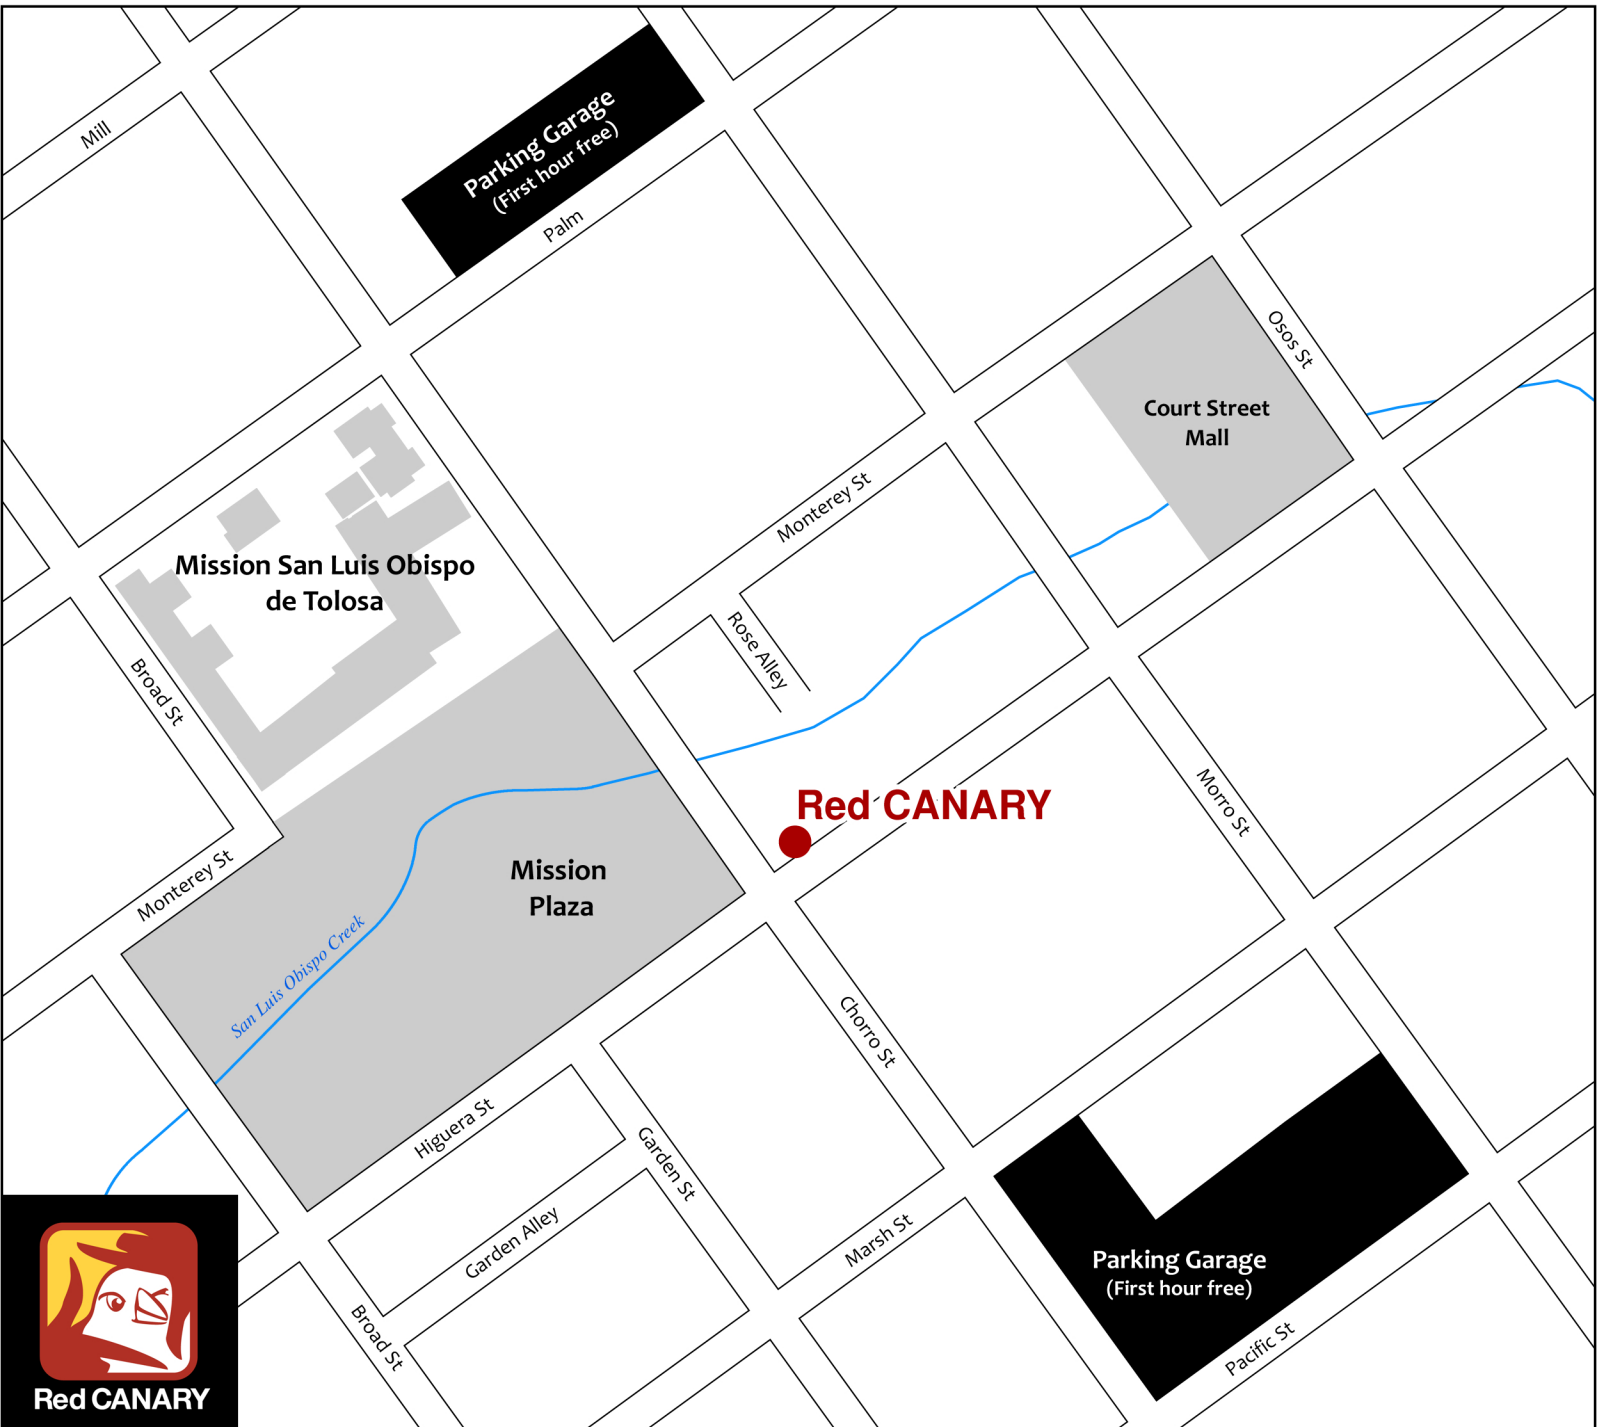 Mill
Parking Garage
(First hour free)
Palm
Osos St
Court Street
Mall
Monterey St
Mission San Luis Obispo
de Tolosa
Rose Alley
Broad St
Red CANARY
Morro St
Monterey St
Mission
Plaza
San Luis Obispo Creek
Chorro St
Higuera St
Garden St
Garden Alley
Marsh St
Parking Garage
(First hour free)
Broad St
Pacific St
Red CANARY